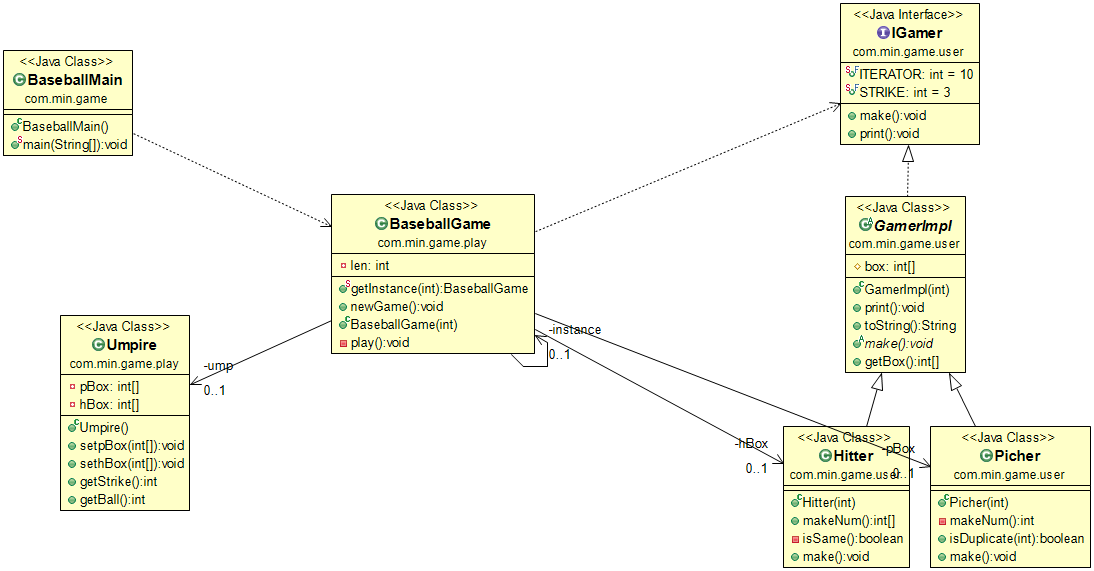 <<Java Class>>
BaseballMain
com.min.game
BaseballMain()
main(String[]):void
<<Java Interface>>
IGamer
com.min.game.user
ITERATOR: int = 10
STRIKE: int = 3
make():void
print():void
<<Java Class>>
BaseballGame
com.min.game.play
len: int
getInstance(int):BaseballGame
newGame():void
BaseballGame(int)
play():void
<<Java Class>>
GamerImpl
com.min.game.user
box: int[]
GamerImpl(int)
print():void
toString():String
make():void
getBox():int[]
-instance
0..1
-ump
0..1
<<Java Class>>
Umpire
com.min.game.play
pBox: int[]
hBox: int[]
Umpire()
setpBox(int[]):void
sethBox(int[]):void
getStrike():int
getBall():int
-hBox
0..1
-pBox
0..1
<<Java Class>>
Hitter
com.min.game.user
Hitter(int)
makeNum():int[]
isSame():boolean
make():void
<<Java Class>>
Picher
com.min.game.user
Picher(int)
makeNum():int
isDuplicate(int):boolean
make():void